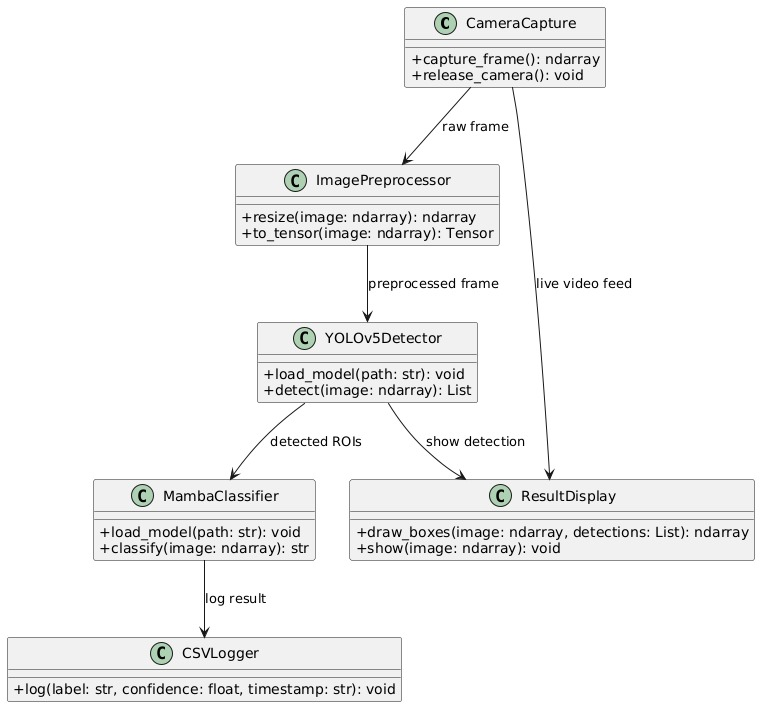 C CameraCapture
+capture_frame(): ndarray
+release_camera(): void
raw frame
C ImagePreprocessor
+resize(image: ndarray): ndarray
+to_tensor(image: ndarray): Tensor
preprocessed frame
live video feed
C YOLOv5Detector
+load_model(path: str): void
+detect(image: ndarray): List
detected ROIs
show detection
C MambaClassifier
+load_model(path: str): void
+classify(image: ndarray): str
C ResultDisplay
+draw_boxes(image: ndarray, detections: List): ndarray
+show(image: ndarray): void
log result
C CSVLogger
+log(label: str, confidence: float, timestamp: str): void